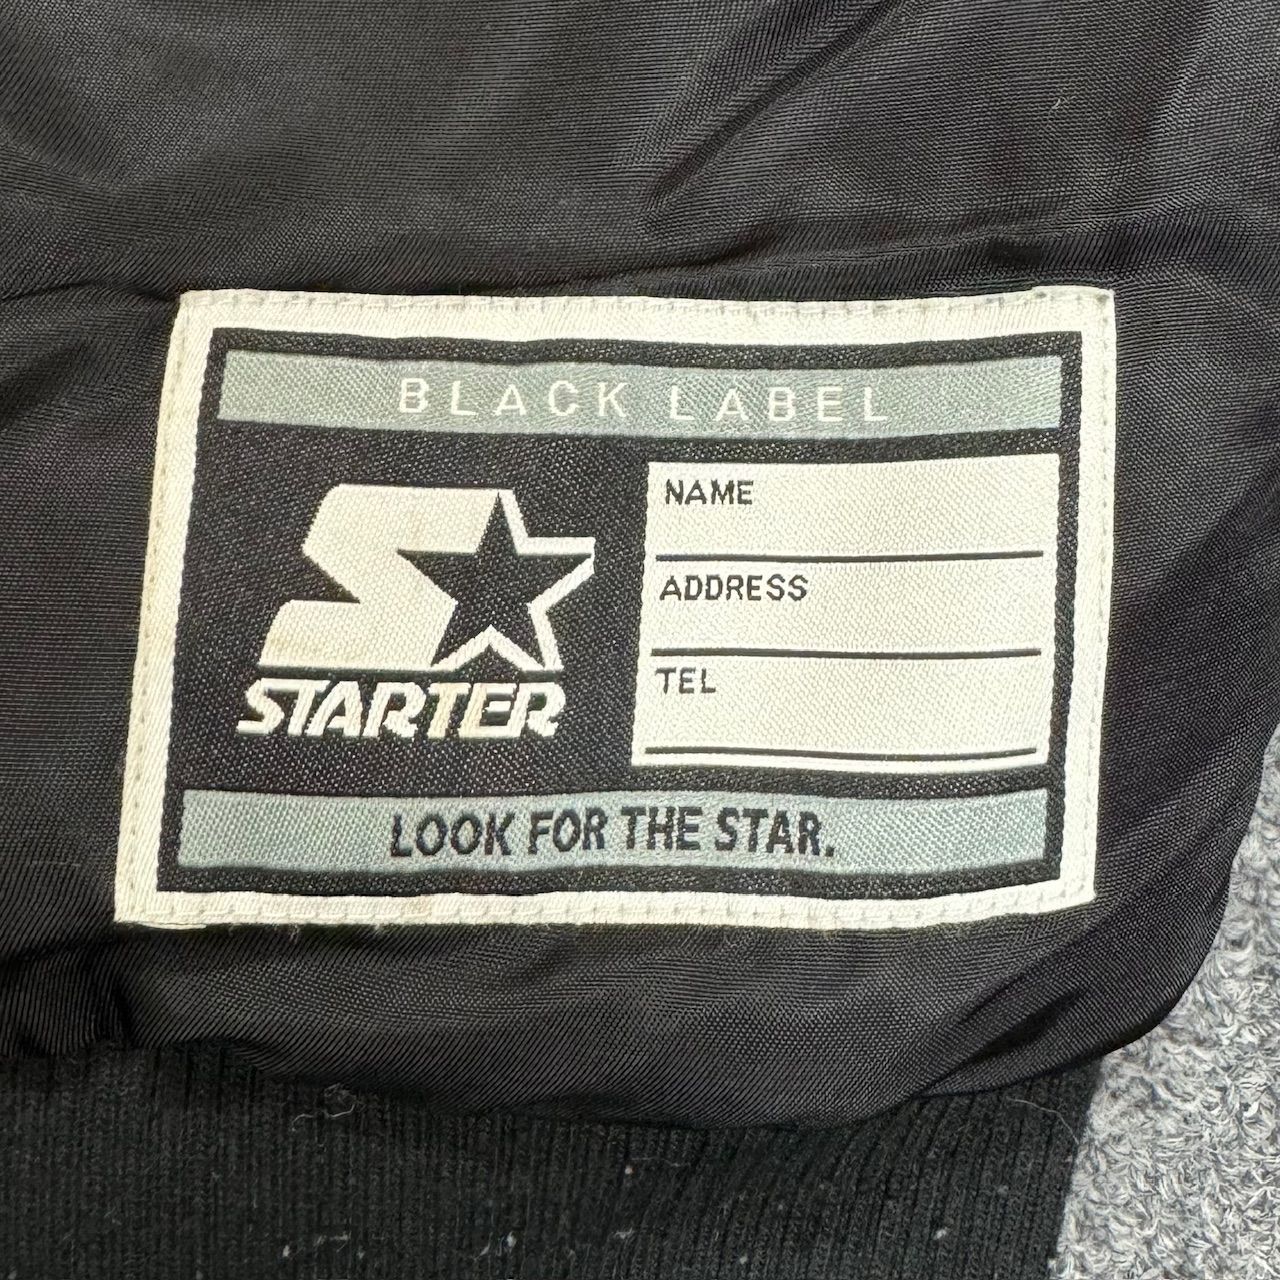 BLACK LABEL
STARTER
NAME
ADDRESS
TEL
LOOK FOR THE STAR.